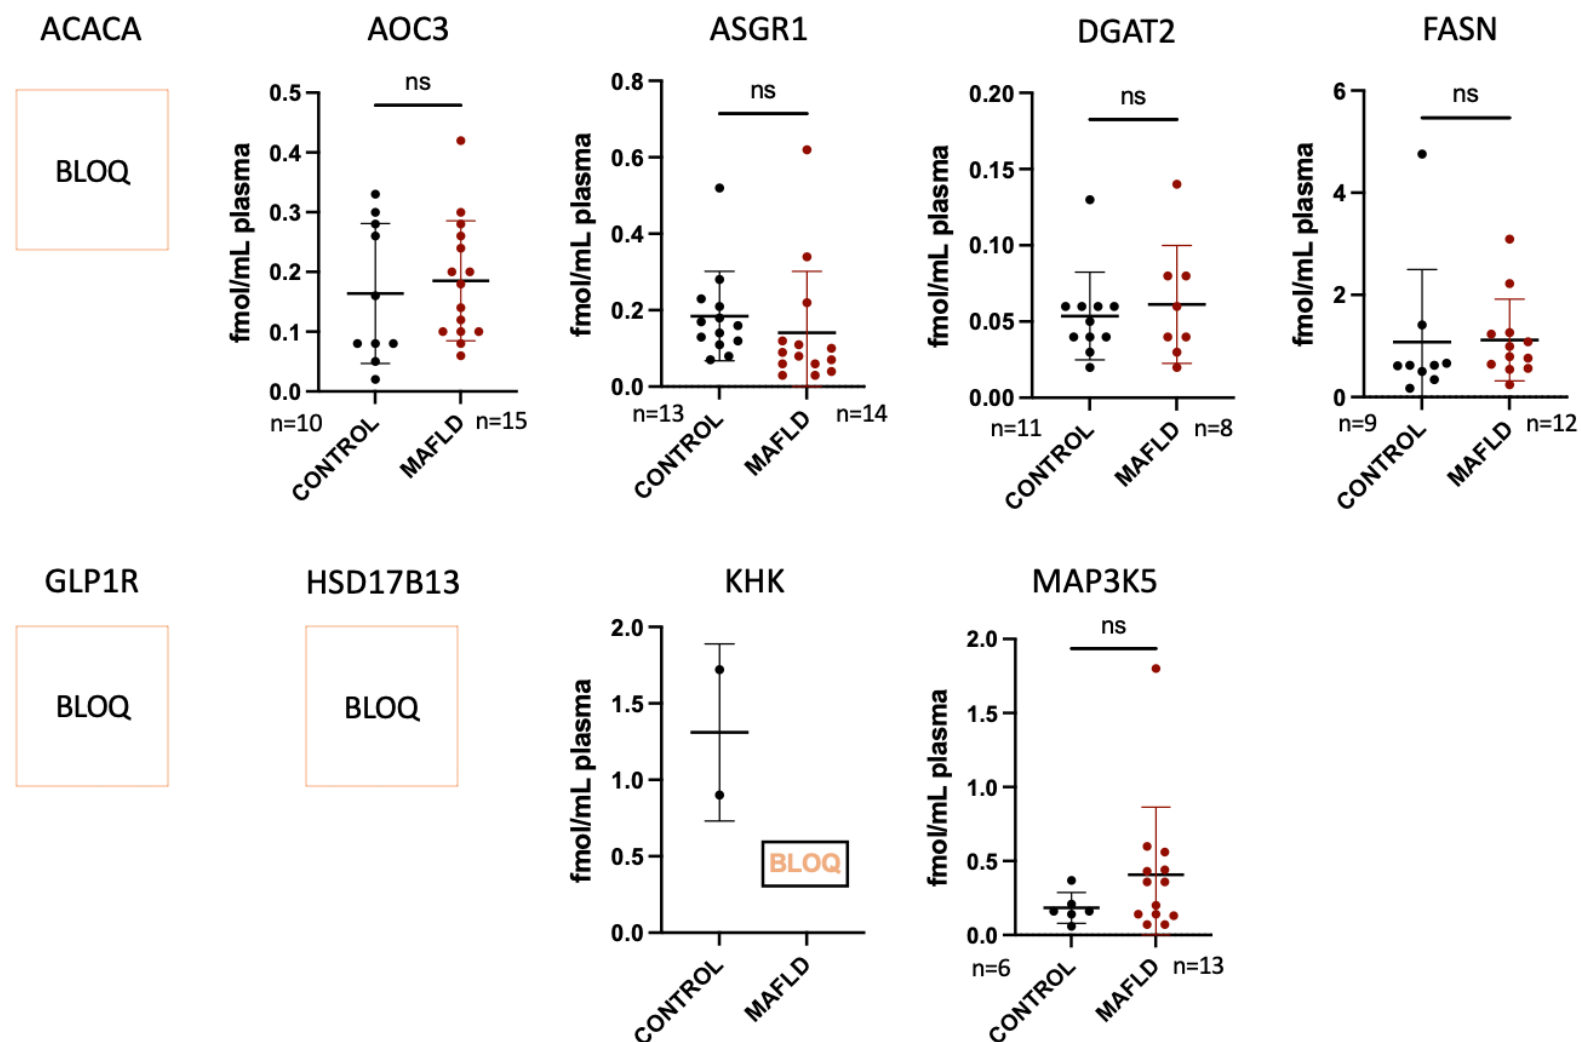 ACACA
BLOQ
AOC3
ns
fmol/mL plasma
0.5
0.4
0.3
0.2
0.1
0.0
n=10
CONTROL
MAFLD
n=15
ASGR1
ns
fmol/mL plasma
0.8
0.6
0.4
0.2
0.0
n=13
CONTROL
MAFLD
n=14
DGAT2
ns
fmol/mL plasma
0.20
0.15
0.10
0.05
0.00
n=11
CONTROL
MAFLD
n=8
FASN
ns
fmol/mL plasma
6
4
2
0
n=9
CONTROL
MAFLD
n=12
GLP1R
BLOQ
HSD17B13
BLOQ
KHK
fmol/mL plasma
2.0
1.5
1.0
0.5
0.0
BLOQ
CONTROL
MAFLD
MAP3K5
ns
fmol/mL plasma
2.0
1.5
1.0
0.5
0.0
n=6
CONTROL
MAFLD
n=13